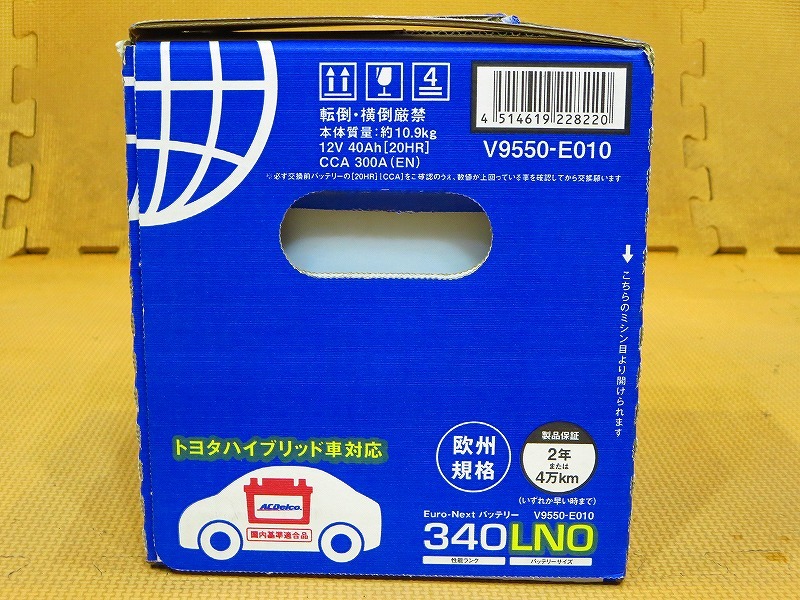 4
4 514619 228220
V9550-E010
転倒・横倒厳禁
本体質量：約10.9kg
12V 40Ah[20HR]
CCA 300A(EN)
※必ず交換前バッテリーの[20HR][CCA]をご確認のうえ、数値が上回っている事を確認してから交換願います
↓こちらのミシン目より開けられます
トヨタハイブリッド車対応
ACDelco
国内基準適合品
欧州
規格
製品保証
2年
または
4万km
(いずれか早い時まで)
Euro-Next バッテリー V9550-E010
340LN0
性能ランク バッテリーサイズ